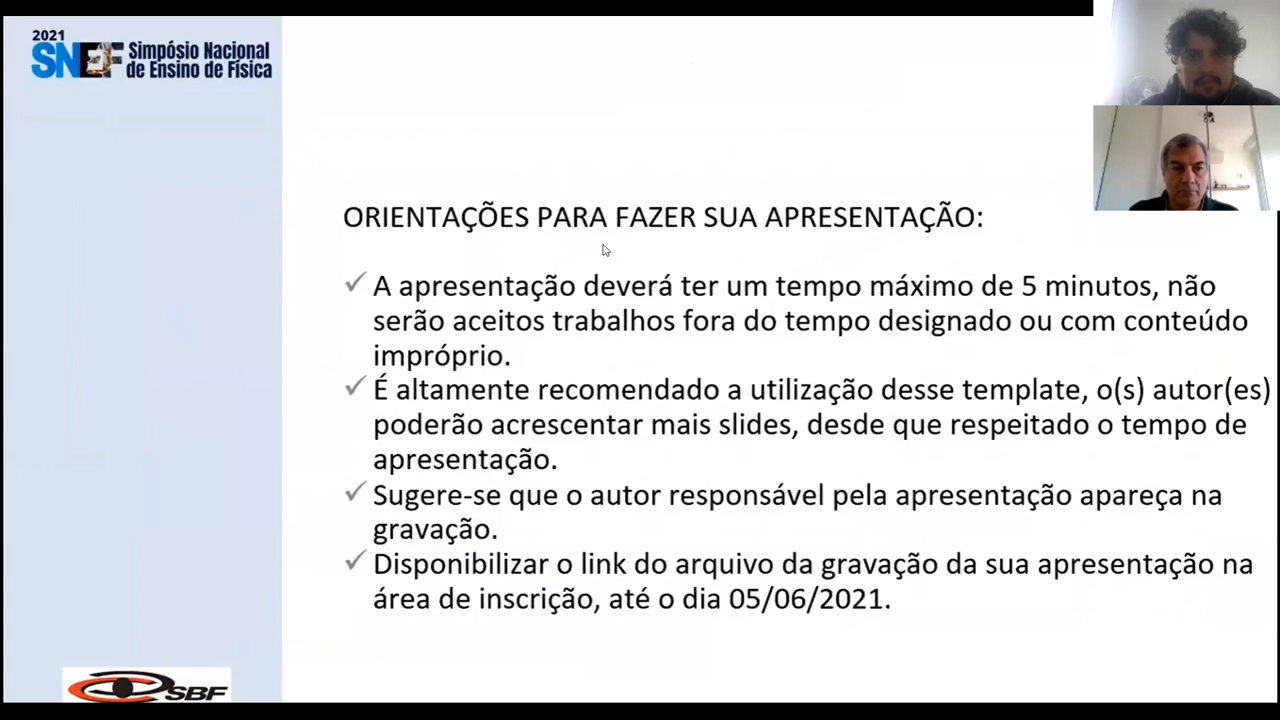 2021
SNEF Simpósio Nacional
de Ensino de Física
ORIENTAÇÕES PARA FAZER SUA APRESENTAÇÃO:
✓ A apresentação deverá ter um tempo máximo de 5 minutos, não
serão aceitos trabalhos fora do tempo designado ou com conteúdo
impróprio.
✓ É altamente recomendado a utilização desse template, o(s) autor(es)
poderão acrescentar mais slides, desde que respeitado o tempo de
apresentação.
✓ Sugere-se que o autor responsável pela apresentação apareça na
gravação.
✓ Disponibilizar o link do arquivo da gravação da sua apresentação na
área de inscrição, até o dia 05/06/2021.
SBF